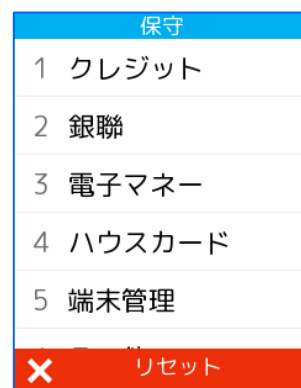 保守
1 クレジット
2 銀聯
3 電子マネー
4 ハウスカード
5 端末管理
リセット